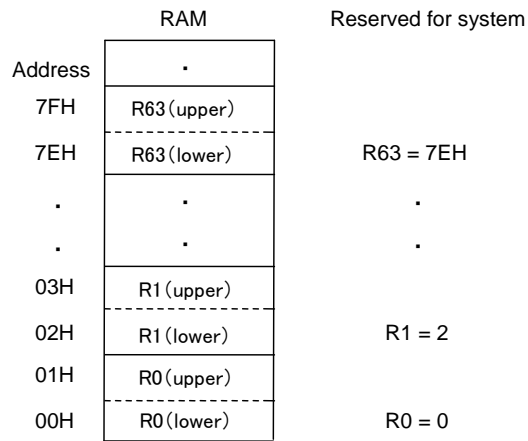 RAM Reserved for system
Address .
7FH R63(upper)
7EH R63(lower) R63 = 7EH
. . .
. . .
03H R1(upper)
02H R1(lower) R1 = 2
01H R0(upper)
00H R0(lower) R0 = 0